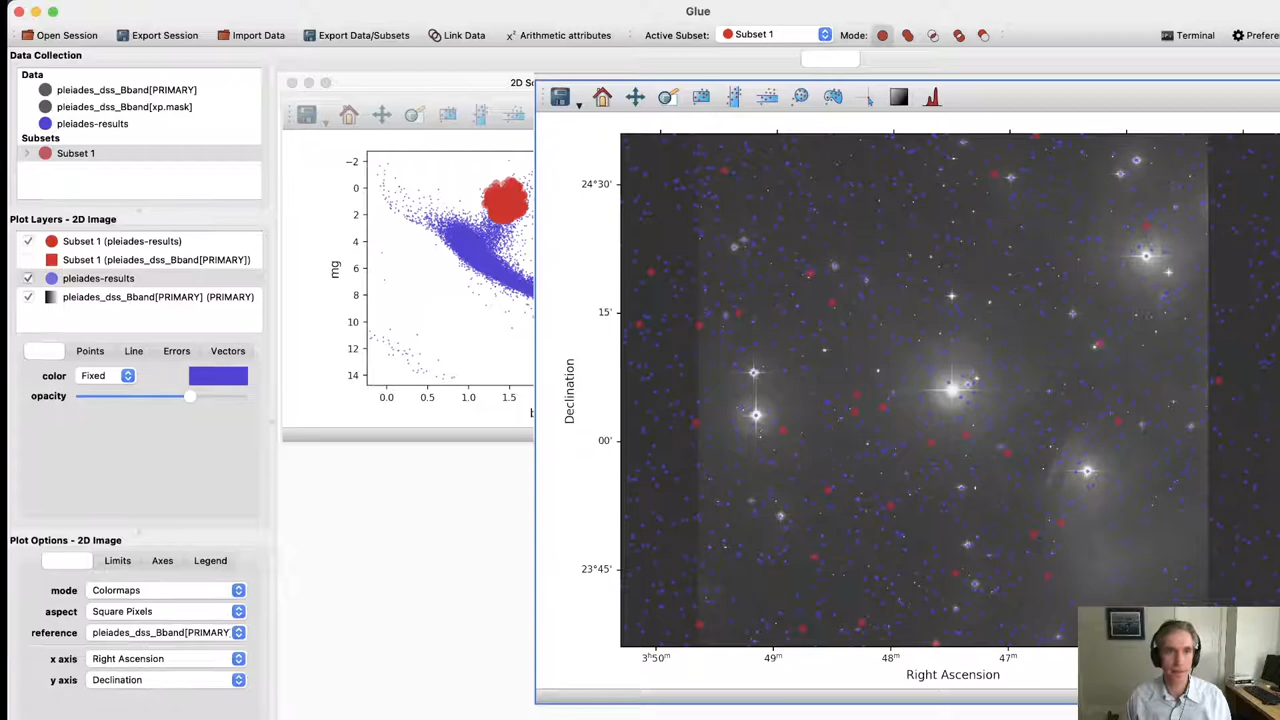 Glue
Open Session Export Session Import Data Export Data/Subsets Link Data Arithmetic attributes Active Subset: Subset 1 Mode: Terminal
Data Collection
Data
pleiades_dss_Bband[PRIMARY]
pleiades_dss_Bband[xp.mask]
pleiades-results
Subsets
Subset 1
Plot Layers - 2D Image
Subset 1 (pleiades-results)
Subset 1 (pleiades_dss_Bband[PRIMARY])
pleiades-results
pleiades_dss_Bband[PRIMARY] (PRIMARY)
Points Line Errors Vectors
color Fixed
opacity
Plot Options - 2D Image
Limits Axes Legend
mode Colormaps
aspect Square Pixels
reference pleiades_dss_Bband[PRIMARY
x axis Right Ascension
y axis Declination
2D
mg
−2
0
2
4
6
8
10
12
14
0.0 0.5 1.0 1.5
Declination
24°30'
15'
00'
23°45'
3ʰ50ᵐ 49ᵐ 48ᵐ 47ᵐ
Right Ascension